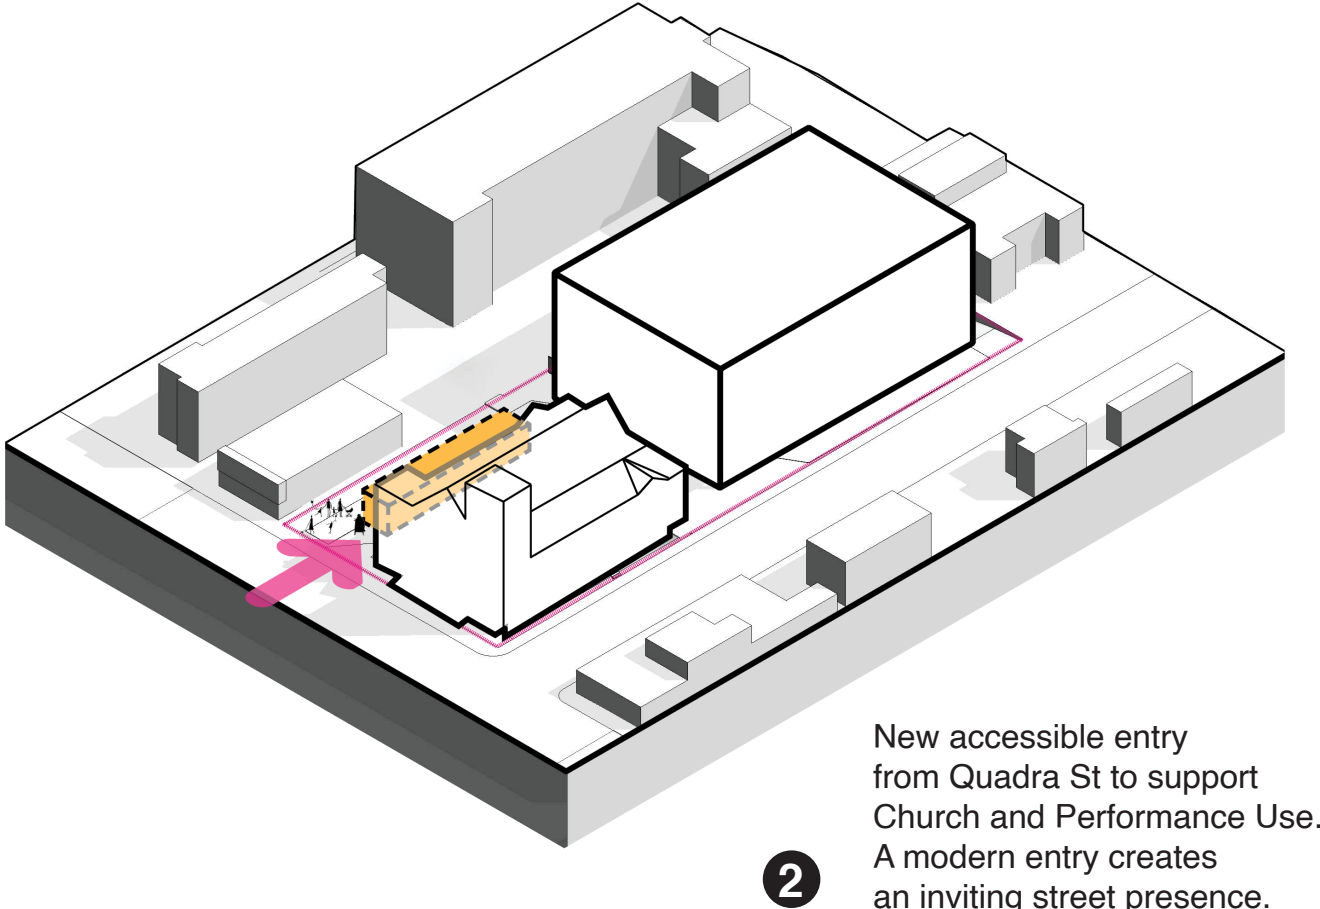 New accessible entry
from Quadra St to support
Church and Performance Use.
A modern entry creates
2
an inviting street presence.